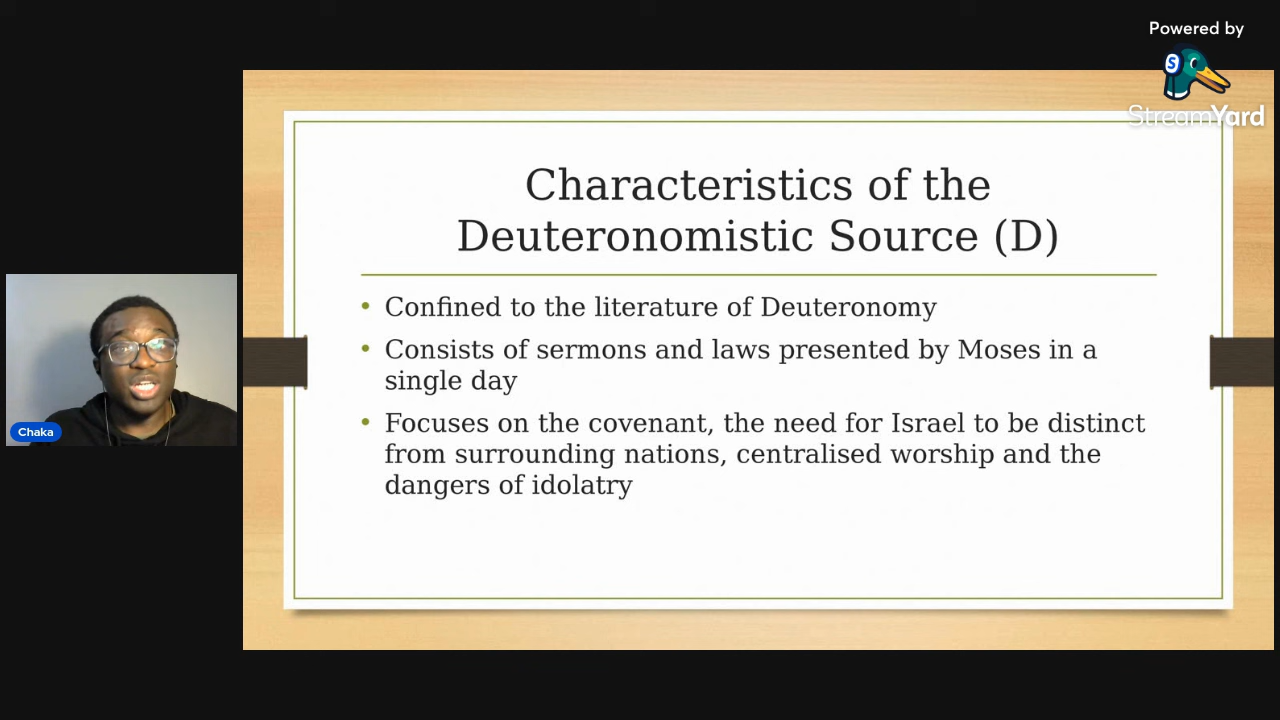 Powered by
StreamYard
Characteristics of the
Deuteronomistic Source (D)
• Confined to the literature of Deuteronomy
• Consists of sermons and laws presented by Moses in a
single day
• Focuses on the covenant, the need for Israel to be distinct
from surrounding nations, centralised worship and the
dangers of idolatry
Chaka